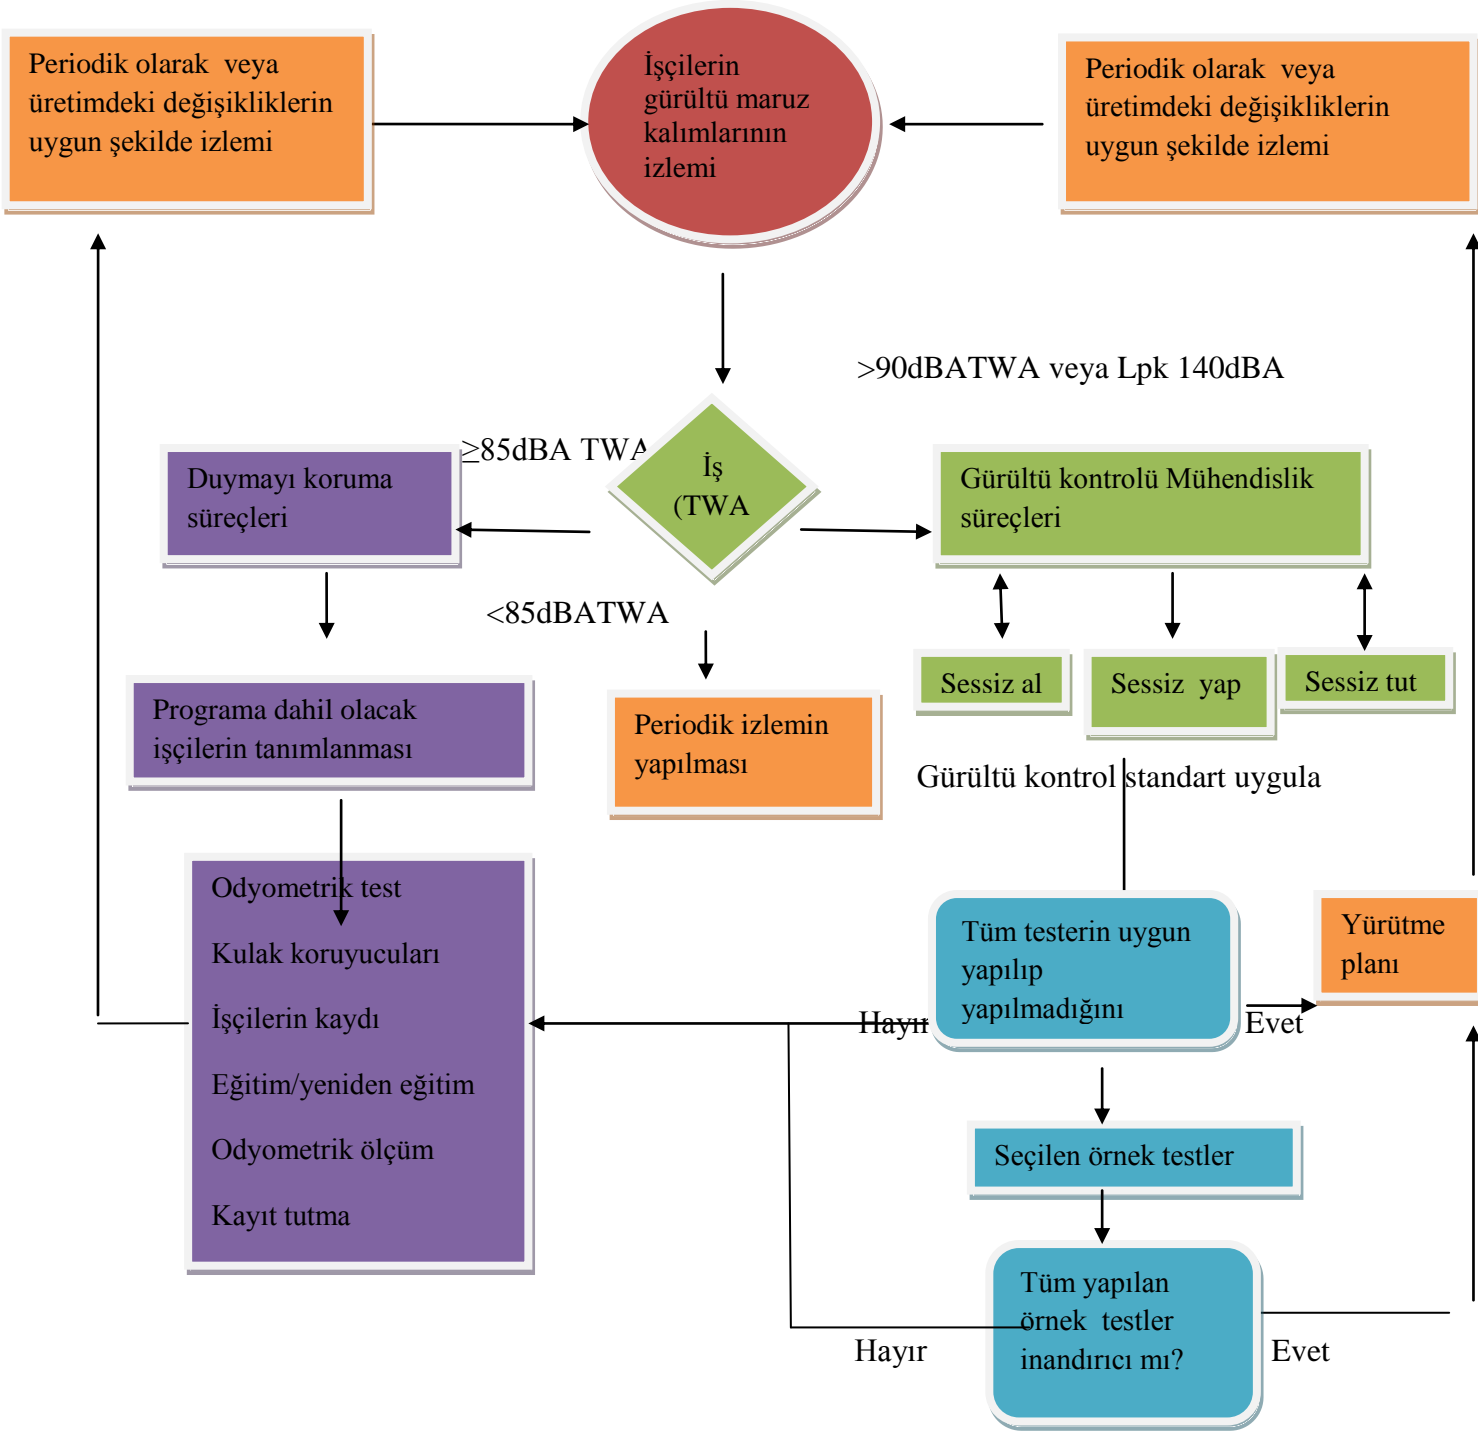 Periodik olarak  veya
üretimdeki değişikliklerin
uygun şekilde izlemi
İşçilerin
gürültü maruz
kalımlarının
izlemi
Periodik olarak  veya
üretimdeki değişikliklerin
uygun şekilde izlemi
>90dBATWA veya Lpk 140dBA
≥85dBA TWA
Duymayı koruma
süreçleri
İş
(TWA
Gürültü kontrolü Mühendislik
süreçleri
<85dBATWA
Programa dahil olacak
işçilerin tanımlanması
Periodik izlemin
yapılması
Sessiz al
Sessiz  yap
Sessiz tut
Gürültü kontrol standart uygula
Odyometrik test
Kulak koruyucuları
İşçilerin kaydı
Eğitim/yeniden eğitim
Odyometrik ölçüm
Kayıt tutma
Tüm testerin uygun
yapılıp
yapılmadığını
Hayır
Evet
Yürütme
planı
Seçilen örnek testler
Tüm yapılan
örnek  testler
inandırıcı mı?
Hayır
Evet